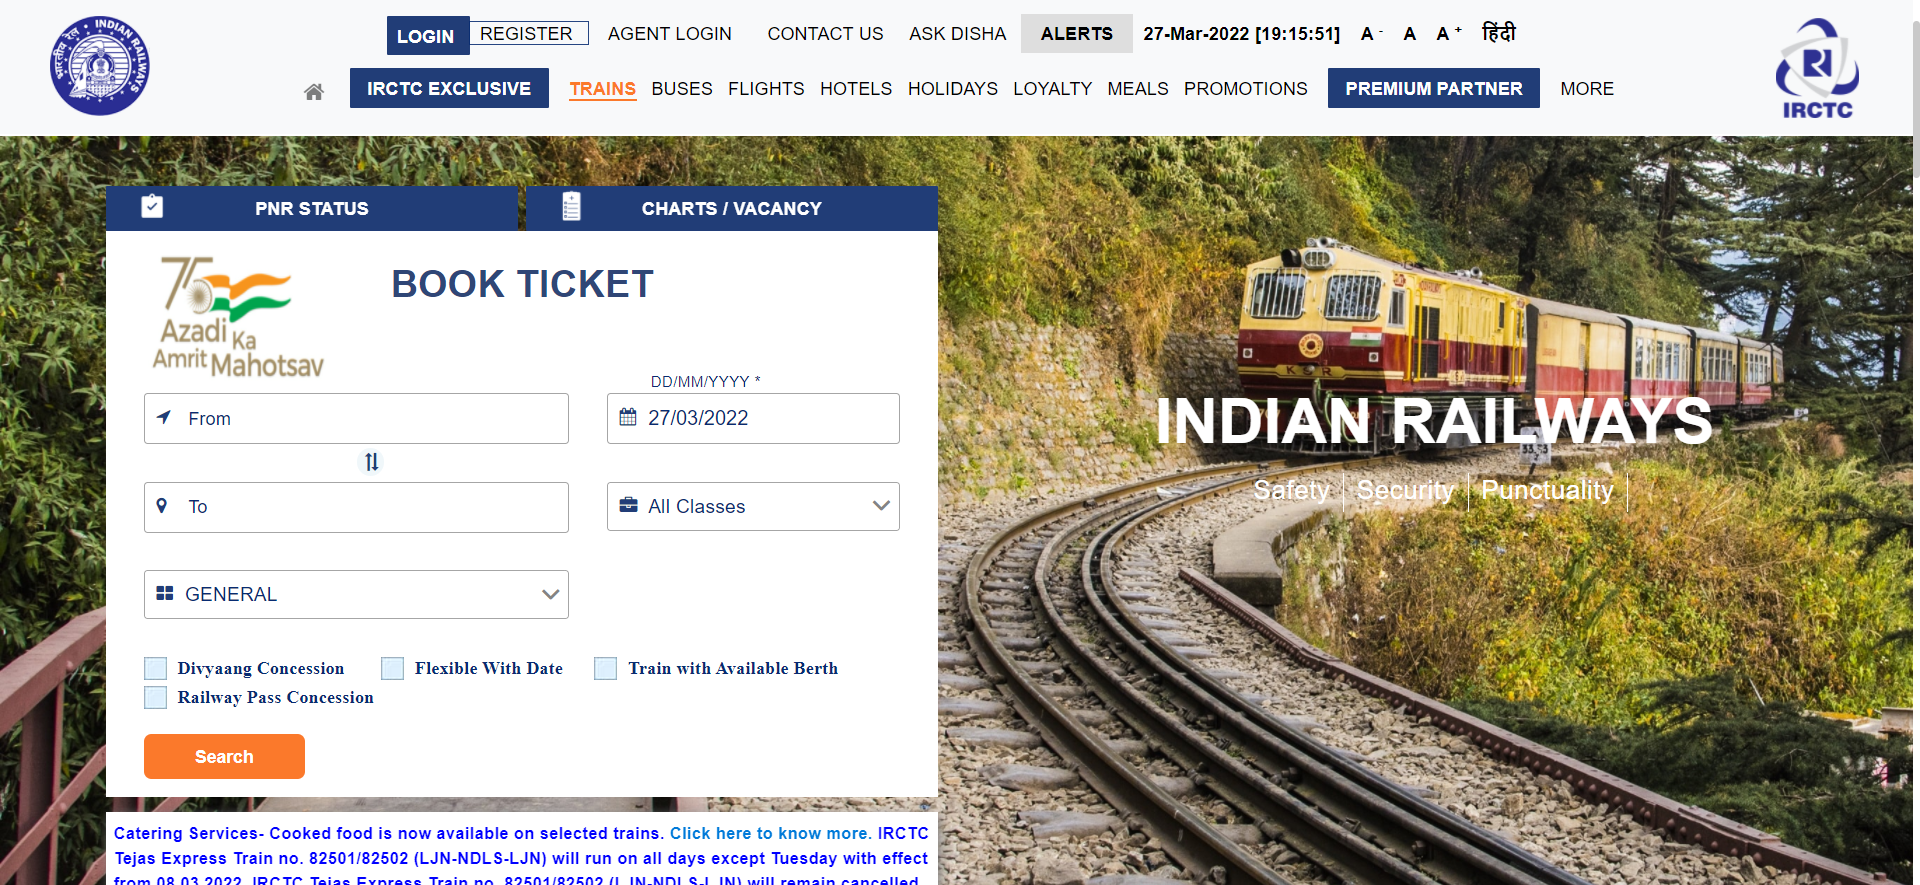 LOGIN REGISTER AGENT LOGIN CONTACT US ASK DISHA ALERTS 27-Mar-2022 [19:15:51] A - A A + हिंदी
IRCTC EXCLUSIVE TRAINS BUSES FLIGHTS HOTELS HOLIDAYS LOYALTY MEALS PROMOTIONS PREMIUM PARTNER MORE
भारतीय रेल INDIAN RAILWAYS
IRCTC
PNR STATUS CHARTS / VACANCY
75
Azadi Ka
Amrit Mahotsav
BOOK TICKET
DD/MM/YYYY *
From 27/03/2022
To All Classes
GENERAL
Divyaang Concession Flexible With Date Train with Available Berth
Railway Pass Concession
Search
K S R
INDIAN RAILWAYS
Safety Security Punctuality
Catering Services- Cooked food is now available on selected trains. Click here to know more. IRCTC
Tejas Express Train no. 82501/82502 (LJN-NDLS-LJN) will run on all days except Tuesday with effect
from 08.03.2022. IRCTC Tejas Express Train no. 82501/82502 (LJN-NDLS-LJN) will remain cancelled